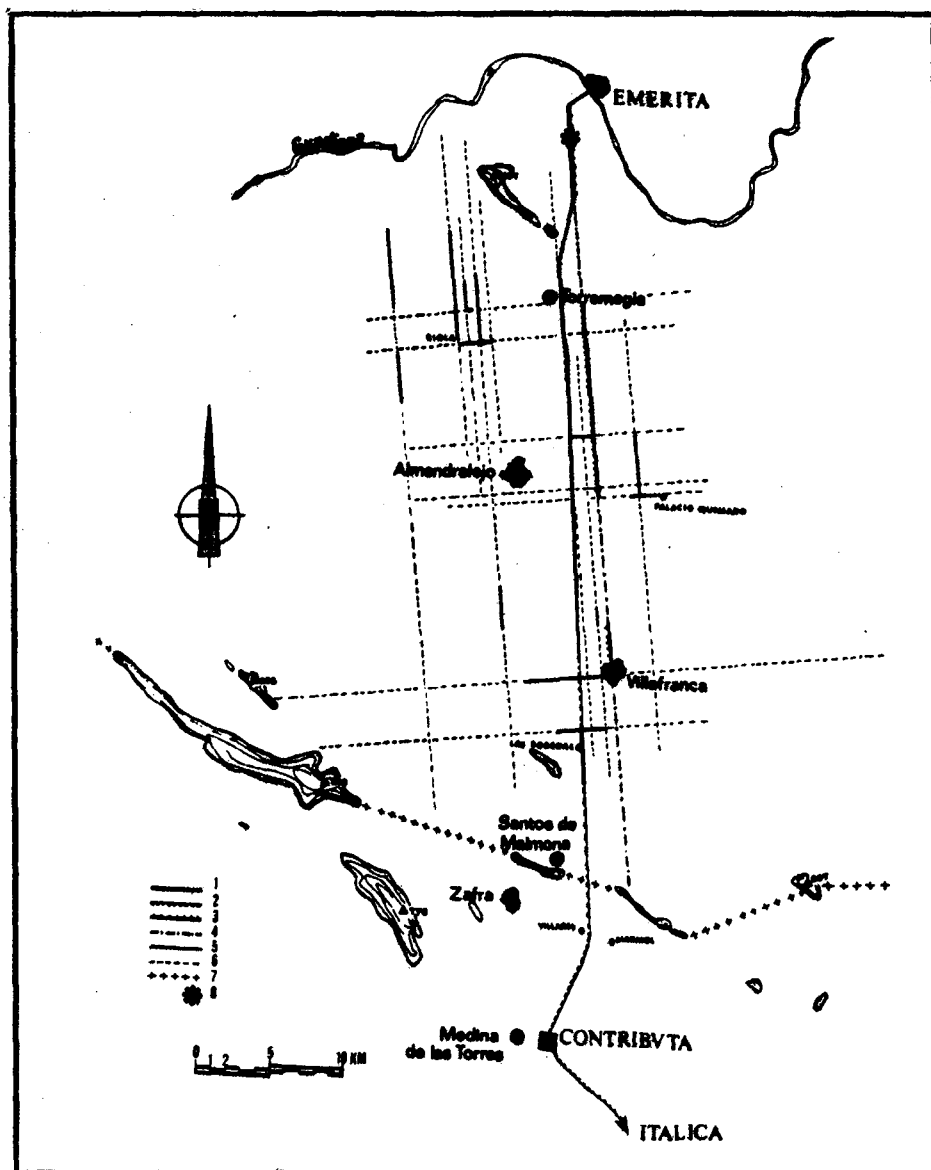 EMERITA
Guadiana
Torremegia
Almendralejo
PALACIO QUEMADO
Villafranca
Santos de
Maimona
Zafra
1
2
3
4
5
6
7
8
Medina
de las Torres
CONTRIBVTA
0 1 2 5 10 KM
ITALICA